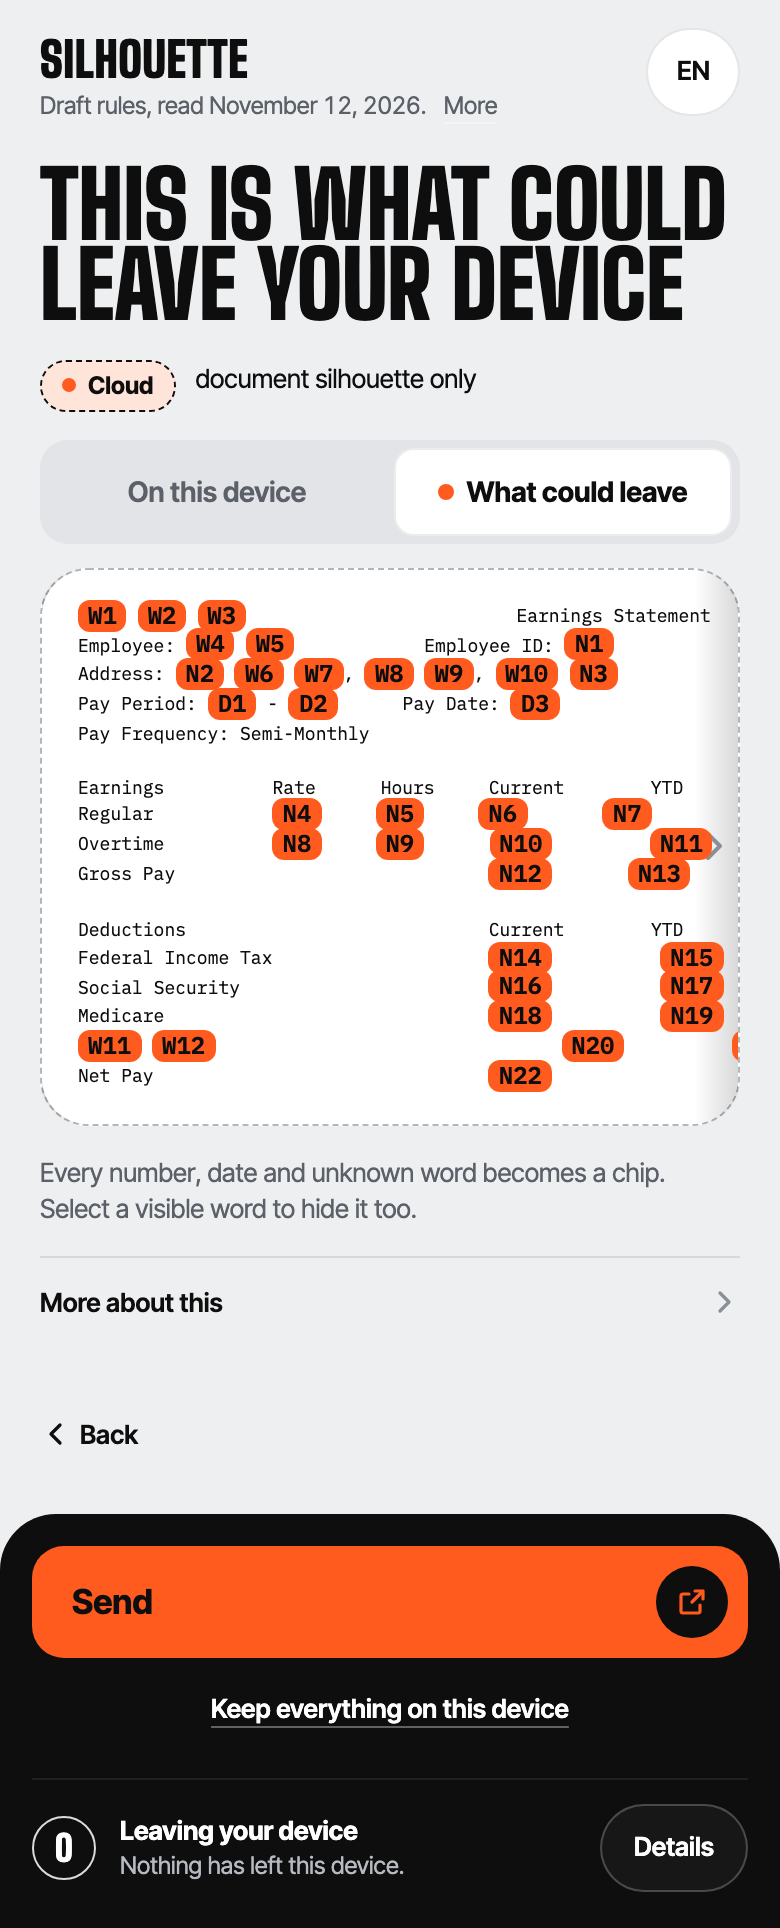 SILHOUETTE
Draft rules, read November 12, 2026. More
EN
THIS IS WHAT COULD
LEAVE YOUR DEVICE
Cloud document silhouette only
On this device What could leave
W1 W2 W3 Earnings Statement
Employee: W4 W5 Employee ID: N1
Address: N2 W6 W7, W8 W9, W10 N3
Pay Period: D1 - D2 Pay Date: D3
Pay Frequency: Semi-Monthly
Earnings Rate Hours Current YTD
Regular N4 N5 N6 N7
Overtime N8 N9 N10 N11
Gross Pay N12 N13
Deductions Current YTD
Federal Income Tax N14 N15
Social Security N16 N17
Medicare N18 N19
W11 W12 N20
Net Pay N22
Every number, date and unknown word becomes a chip.
Select a visible word to hide it too.
More about this
Back
Send
Keep everything on this device
0 Leaving your device
Nothing has left this device.
Details